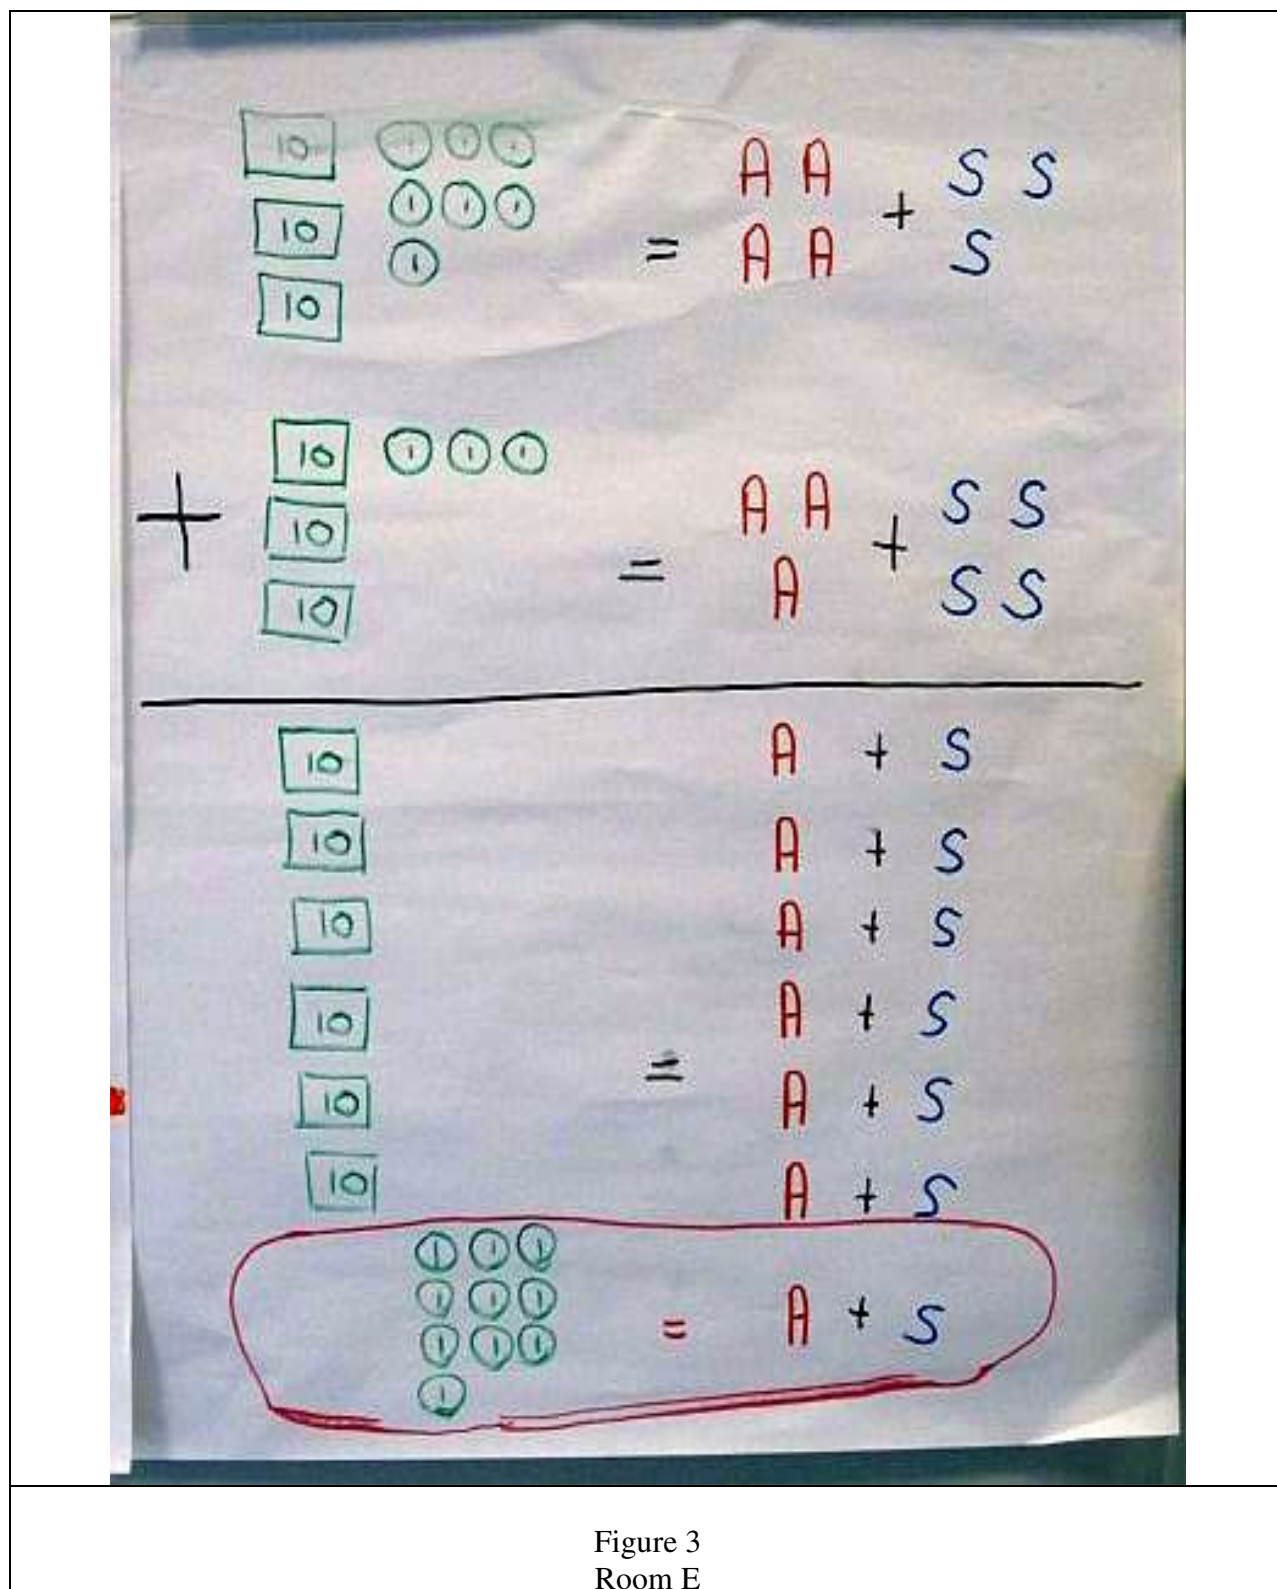 10 1 1 1 A A + S S
10 1 1 1 = A A S
10 1
+ 10 1 1 1 A A + S S
10 = A S S
10
10 A + S
10 A + S
10 A + S
10 A + S
10 = A + S
10 A + S
1 1 1
1 1 1 = A + S
1 1 1
1
Figure 3
Room E